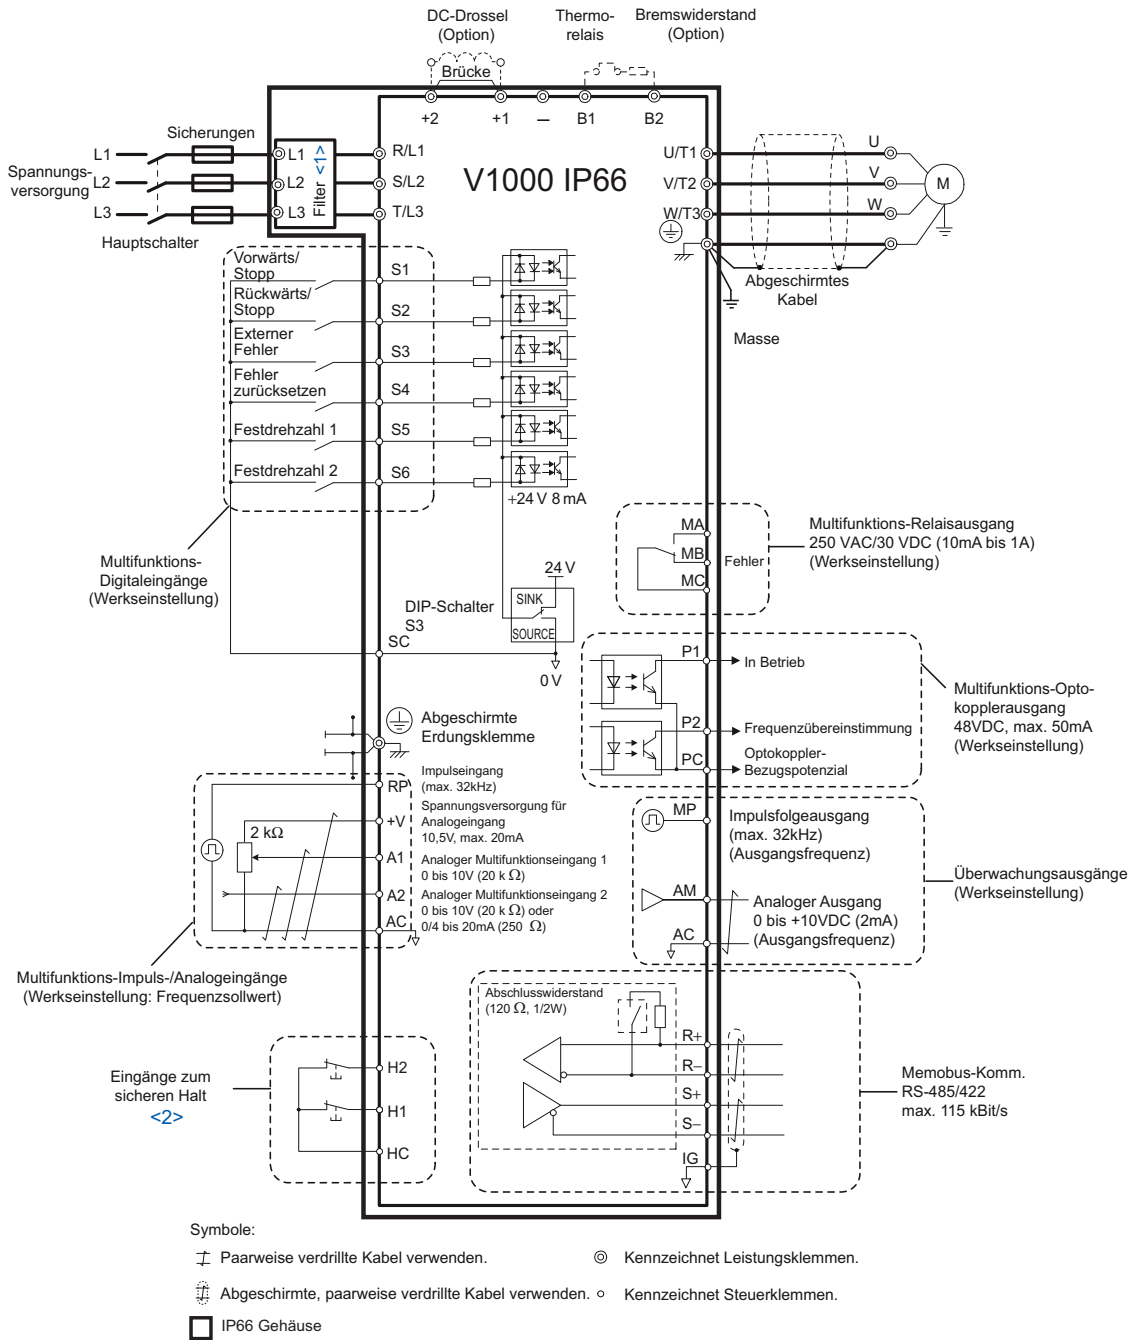 DC-Drossel
(Option)
Thermo-
relais
Bremswiderstand
(Option)
Brücke
+2
+1
–
B1
B2
Sicherungen
Spannungs-
versorgung
L1
L2
L3
Hauptschalter
L1
L2
L3
Filter <1>
R/L1
S/L2
T/L3
V1000 IP66
U/T1
V/T2
W/T3
U
V
W
M
Abgeschirmtes
Kabel
Masse
Vorwärts/
Stopp
S1
Rückwärts/
Stopp
S2
Externer
Fehler
S3
Fehler
zurücksetzen
S4
Festdrehzahl 1
S5
Festdrehzahl 2
S6
+24 V 8 mA
Multifunktions-
Digitaleingänge
(Werkseinstellung)
24 V
DIP-Schalter
S3
SINK
SOURCE
SC
0 V
MA
MB
MC
Fehler
Multifunktions-Relaisausgang
250 VAC/30 VDC (10mA bis 1A)
(Werkseinstellung)
P1
In Betrieb
P2
Frequenzübereinstimmung
PC
Optokoppler-
Bezugspotenzial
Multifunktions-Opto-
kopplerausgang
48VDC, max. 50mA
(Werkseinstellung)
Abgeschirmte
Erdungsklemme
RP
Impulseingang
(max. 32kHz)
+V
Spannungsversorgung für
Analogeingang
10,5V, max. 20mA
2 kΩ
A1
Analoger Multifunktionseingang 1
0 bis 10V (20 k Ω)
A2
Analoger Multifunktionseingang 2
0 bis 10V (20 k Ω) oder
0/4 bis 20mA (250 Ω)
AC
Multifunktions-Impuls-/Analogeingänge
(Werkseinstellung: Frequenzsollwert)
MP
Impulsfolgeausgang
(max. 32kHz)
(Ausgangsfrequenz)
AM
Analoger Ausgang
0 bis +10VDC (2mA)
(Ausgangsfrequenz)
AC
Überwachungsausgänge
(Werkseinstellung)
Abschlusswiderstand
(120 Ω, 1/2W)
R+
R–
S+
S–
IG
Memobus-Komm.
RS-485/422
max. 115 kBit/s
Eingänge zum
sicheren Halt
<2>
H2
H1
HC
Symbole:
Paarweise verdrillte Kabel verwenden.
Kennzeichnet Leistungsklemmen.
Abgeschirmte, paarweise verdrillte Kabel verwenden.
Kennzeichnet Steuerklemmen.
IP66 Gehäuse